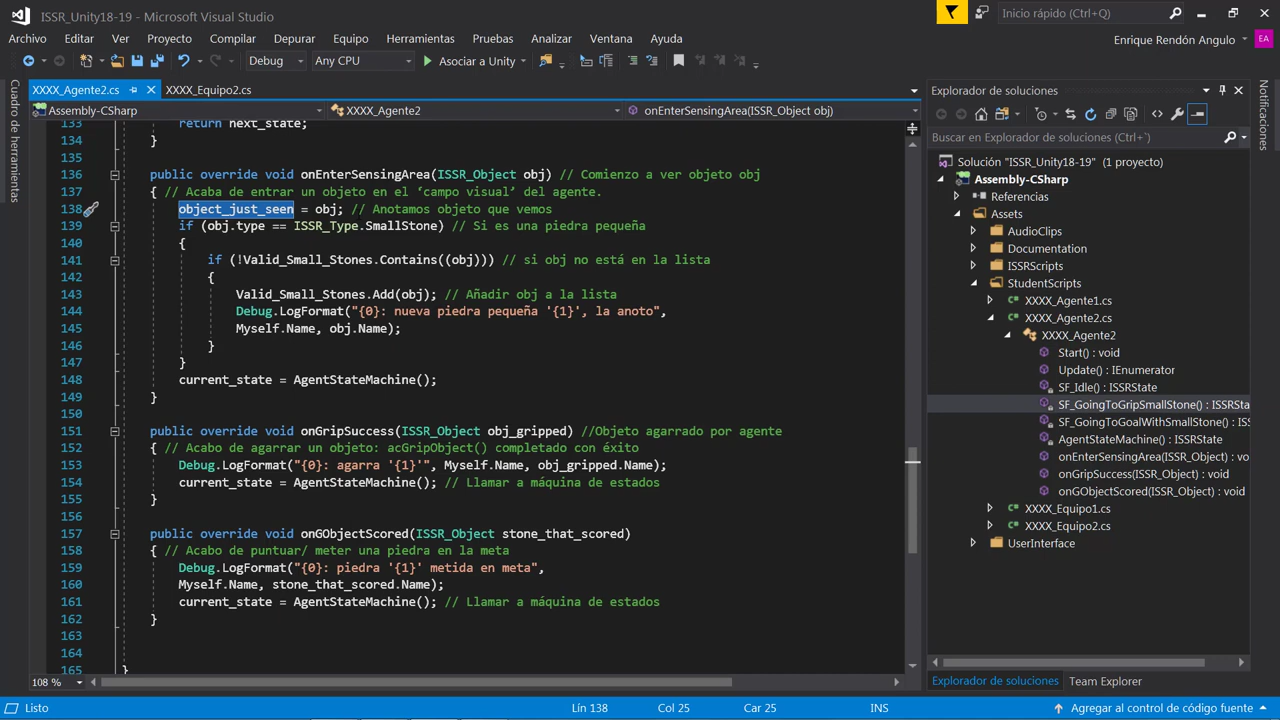 ISSR_Unity18-19 - Microsoft Visual Studio
Inicio rápido (Ctrl+Q)
Archivo Editar Ver Proyecto Compilar Depurar Equipo Herramientas Pruebas Analizar Ventana Ayuda
Enrique Rendón Angulo
EA
Debug Any CPU Asociar a Unity
XXXX_Agente2.cs XXXX_Equipo2.cs
Assembly-CSharp XXXX_Agente2 onEnterSensingArea(ISSR_Object obj)
Cuadro de herramientas
133 return next_state;
134 }
135
136 public override void onEnterSensingArea(ISSR_Object obj) // Comienzo a ver objeto obj
137 { // Acaba de entrar un objeto en el ‘campo visual’ del agente.
138 object_just_seen = obj; // Anotamos objeto que vemos
139 if (obj.type == ISSR_Type.SmallStone) // Si es una piedra pequeña
140 {
141 if (!Valid_Small_Stones.Contains((obj))) // si obj no está en la lista
142 {
143 Valid_Small_Stones.Add(obj); // Añadir obj a la lista
144 Debug.LogFormat("{0}: nueva piedra pequeña '{1}', la anoto",
145 Myself.Name, obj.Name);
146 }
147 }
148 current_state = AgentStateMachine();
149 }
150
151 public override void onGripSuccess(ISSR_Object obj_gripped) //Objeto agarrado por agente
152 { // Acabo de agarrar un objeto: acGripObject() completado con éxito
153 Debug.LogFormat("{0}: agarra '{1}'", Myself.Name, obj_gripped.Name);
154 current_state = AgentStateMachine(); // Llamar a máquina de estados
155 }
156
157 public override void onGObjectScored(ISSR_Object stone_that_scored)
158 { // Acabo de puntuar/ meter una piedra en la meta
159 Debug.LogFormat("{0}: piedra '{1}' metida en meta",
160 Myself.Name, stone_that_scored.Name);
161 current_state = AgentStateMachine(); // Llamar a máquina de estados
162 }
163
164
165 }
108 %
Explorador de soluciones
Buscar en Explorador de soluciones (Ctrl+`)
Solución "ISSR_Unity18-19" (1 proyecto)
Assembly-CSharp
Referencias
Assets
AudioClips
Documentation
ISSRScripts
StudentScripts
XXXX_Agente1.cs
XXXX_Agente2.cs
XXXX_Agente2
Start() : void
Update() : IEnumerator
SF_Idle() : ISSRState
SF_GoingToGripSmallStone() : ISSRSta
SF_GoingToGoalWithSmallStone() : ISS
AgentStateMachine() : ISSRState
onEnterSensingArea(ISSR_Object) : vo
onGripSuccess(ISSR_Object) : void
onGObjectScored(ISSR_Object) : void
XXXX_Equipo1.cs
XXXX_Equipo2.cs
UserInterface
Explorador de soluciones Team Explorer
Notificaciones
Listo Lín 138 Col 25 Car 25 INS Agregar al control de código fuente